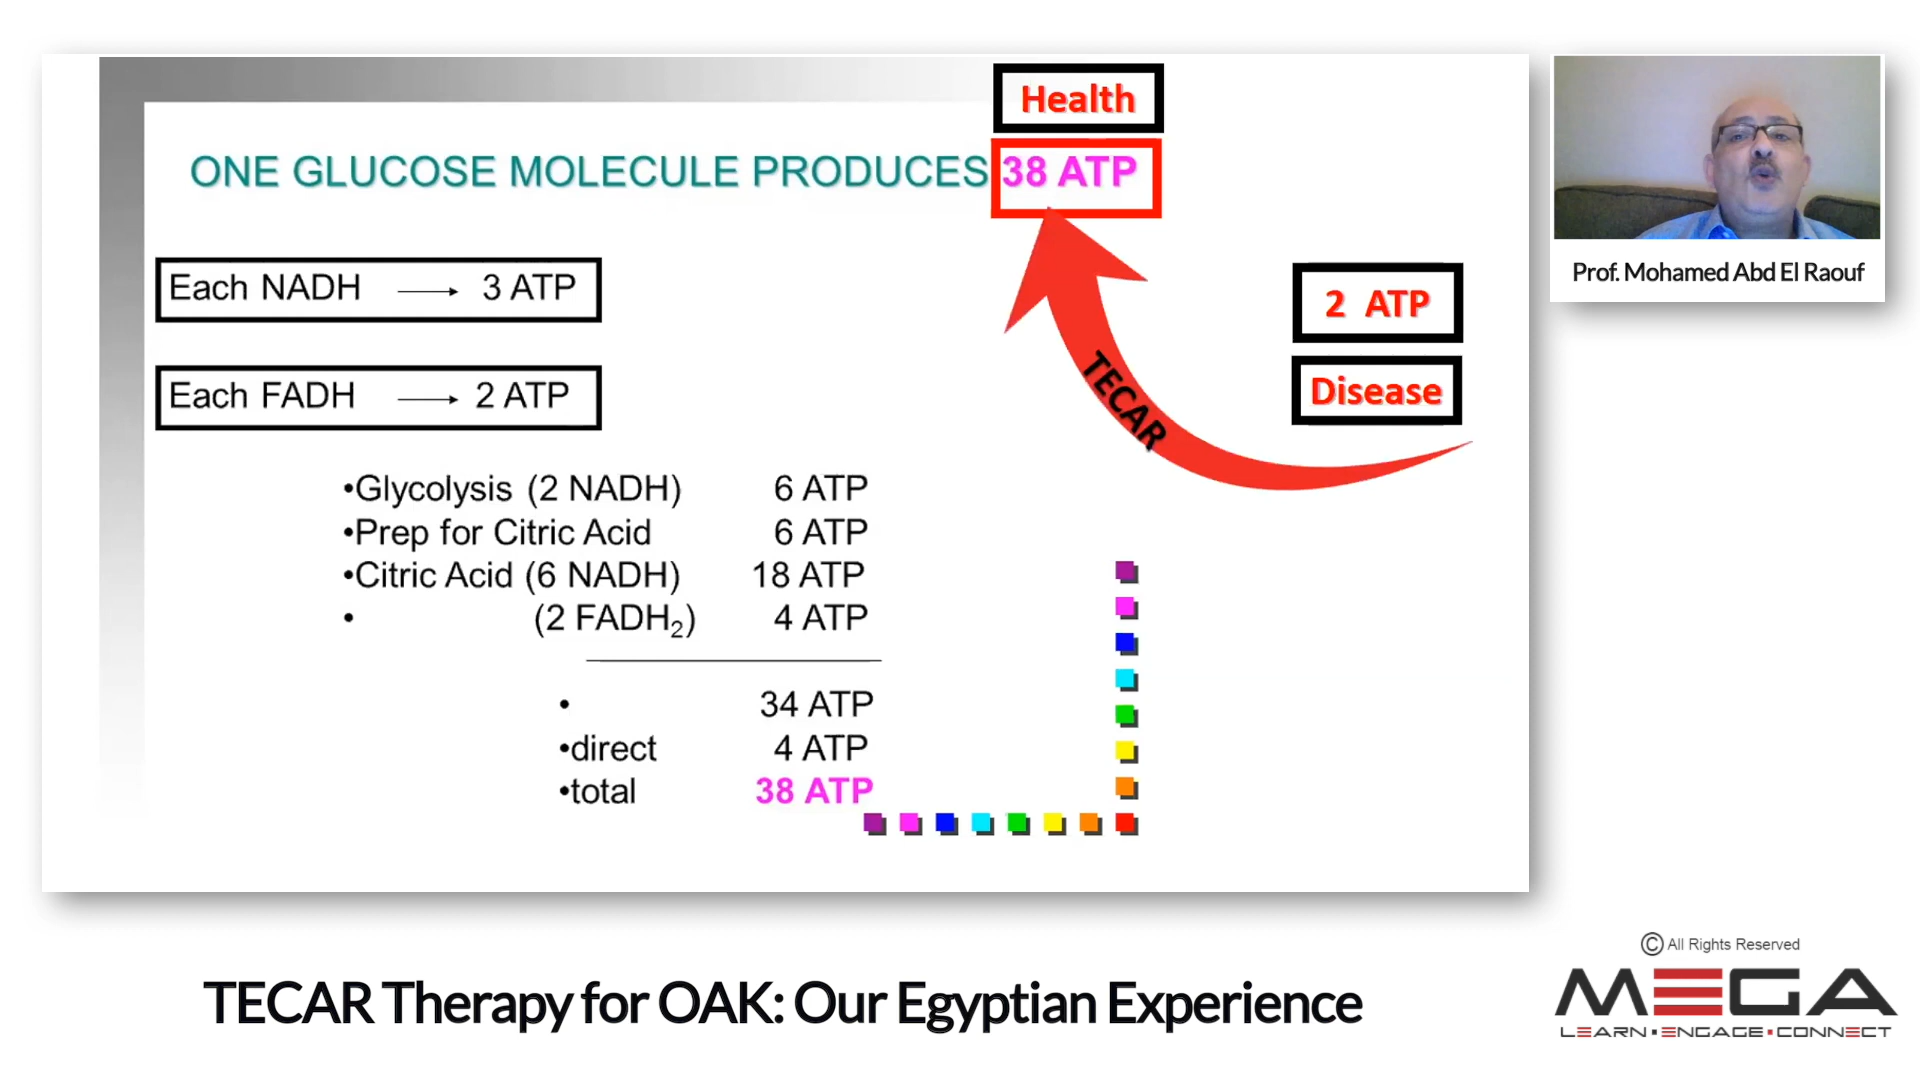 Health
ONE GLUCOSE MOLECULE PRODUCES 38 ATP
Each NADH → 3 ATP
Each FADH → 2 ATP
2 ATP
Disease
TECAR
•Glycolysis (2 NADH) 6 ATP
•Prep for Citric Acid 6 ATP
•Citric Acid (6 NADH) 18 ATP
• (2 FADH₂) 4 ATP
• 34 ATP
•direct 4 ATP
•total 38 ATP
Prof. Mohamed Abd El Raouf
TECAR Therapy for OAK: Our Egyptian Experience
© All Rights Reserved
MEGA
LEARN ▪ ENGAGE ▪ CONNECT